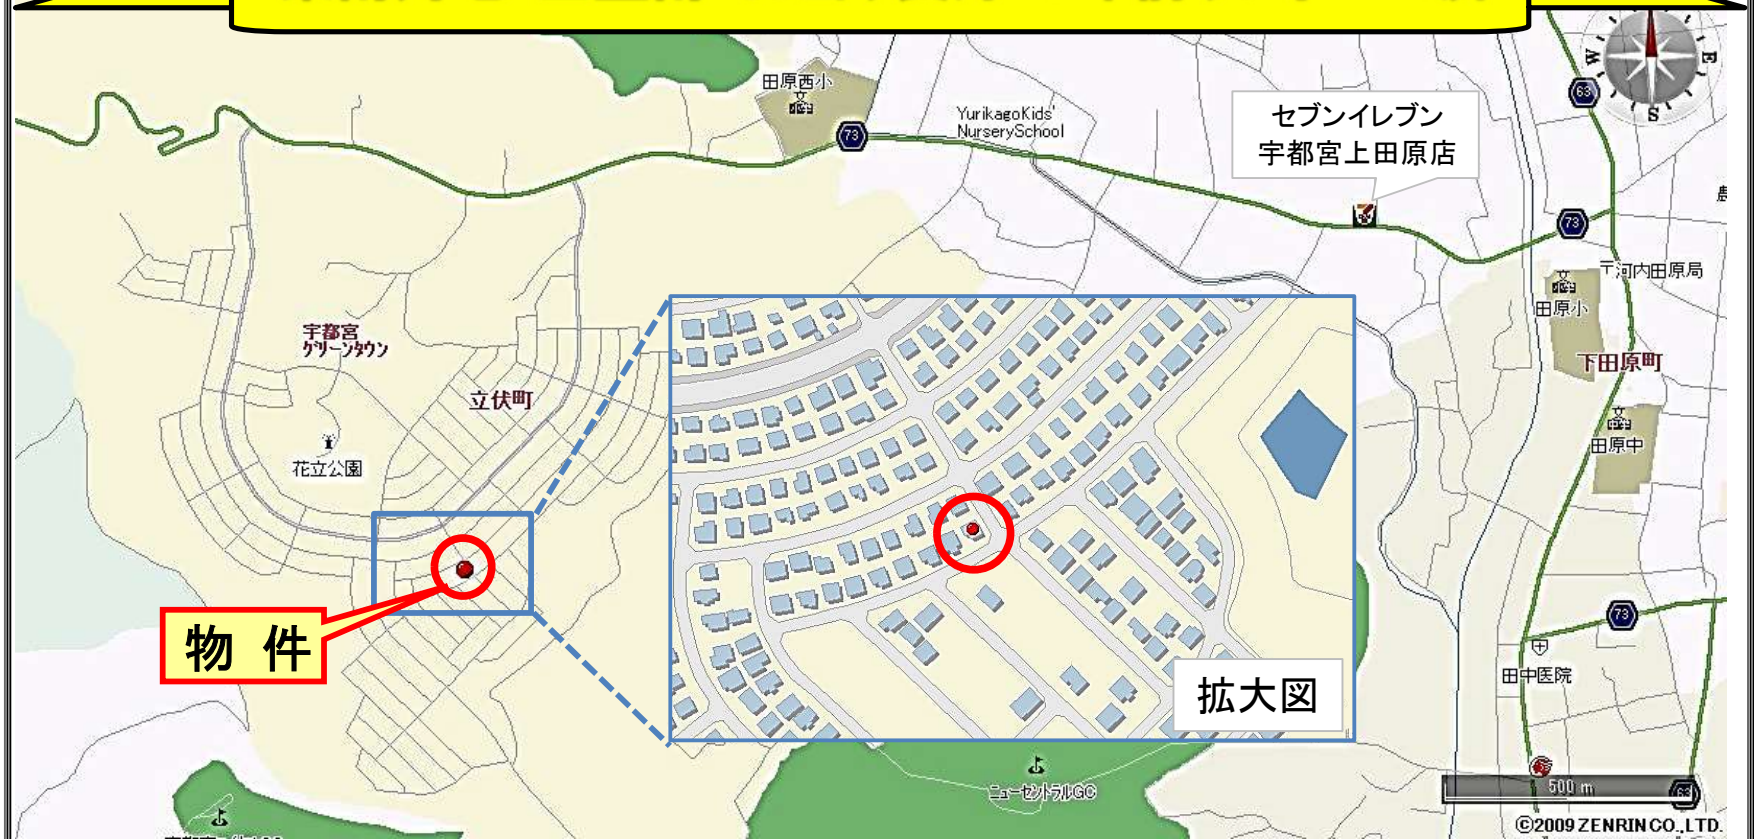 田原西小
73
YurikagoKids'
NurserySchool
セブンイレブン
宇都宮上田原店
63
W
E
S
73
〒河内田原局
田原小
下田原町
田原中
宇都宮
グリーンタウン
立伏町
花立公園
物 件
拡大図
73
田中医院
ニューセントラルGC
500 m
63
©2009 ZENRIN CO., LTD.